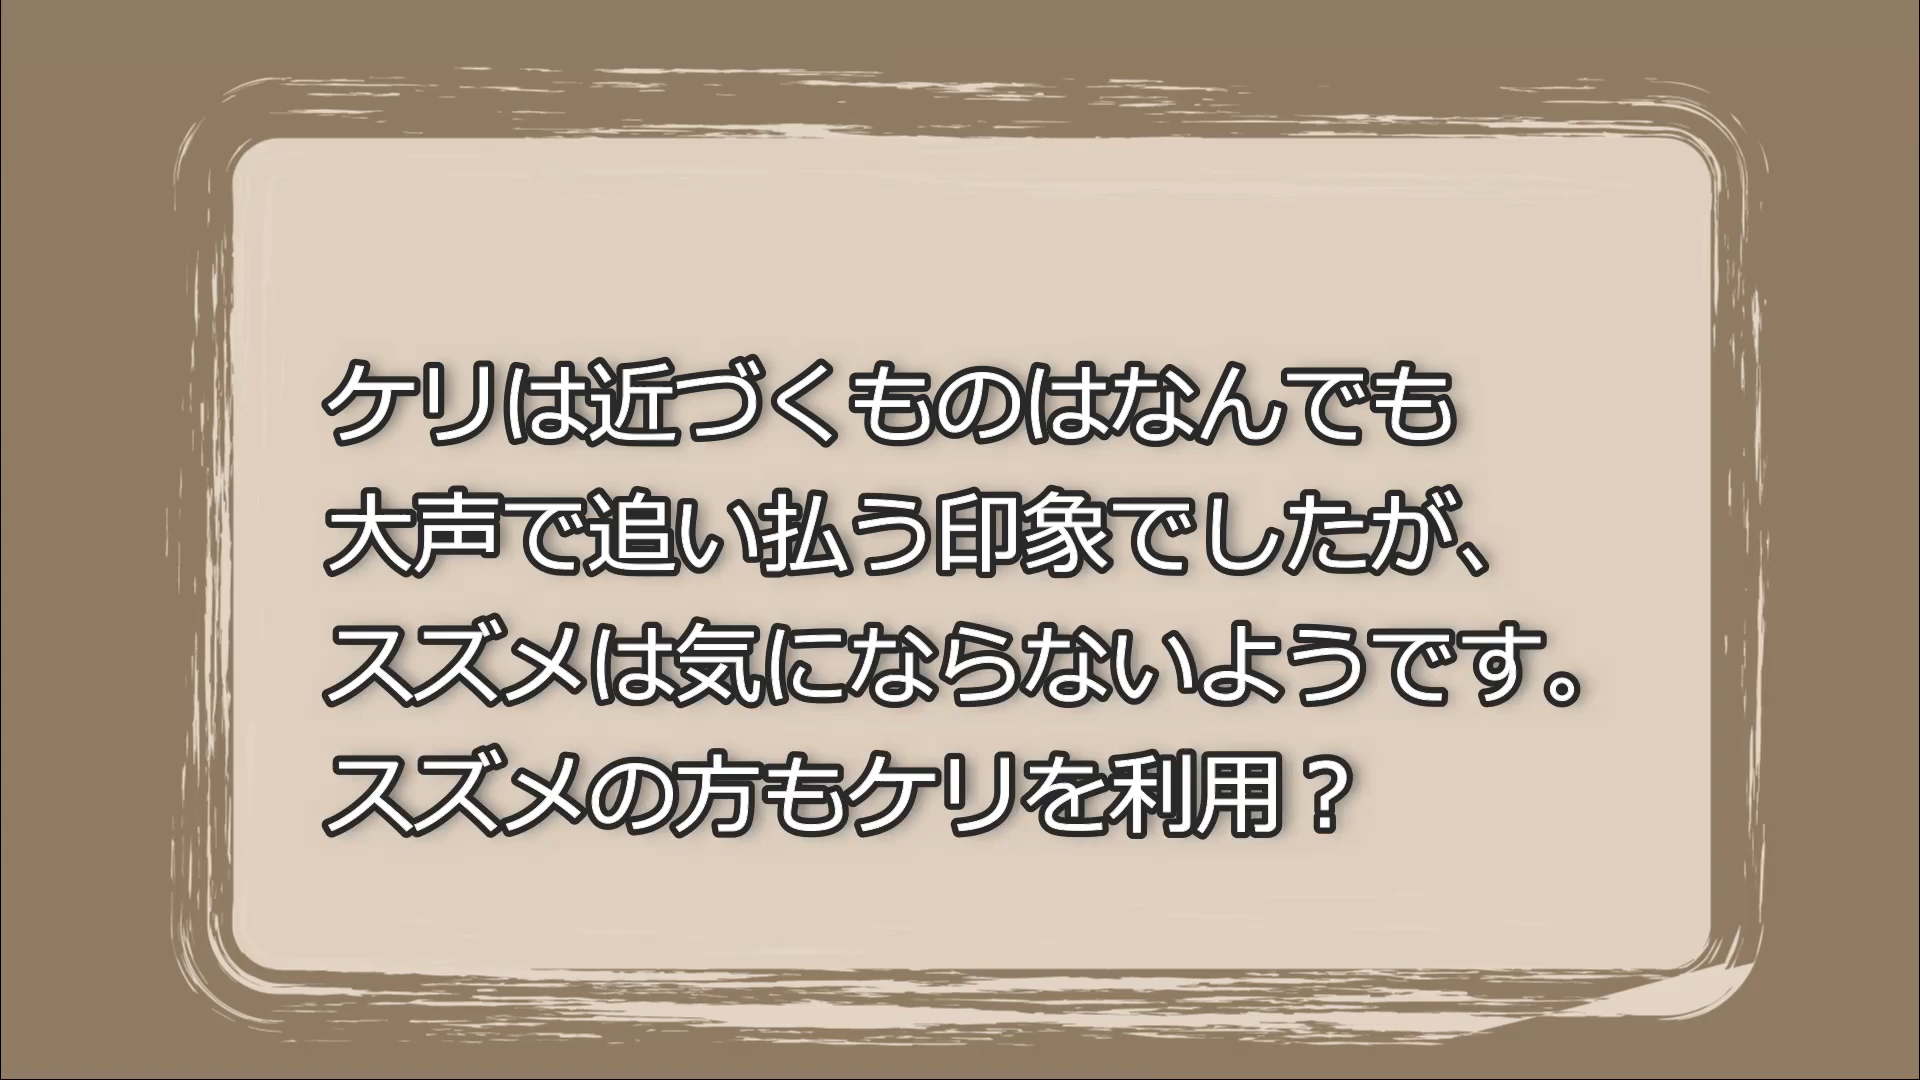 ケリは近づくものはなんでも
大声で追い払う印象でしたが、
スズメは気にならないようです。
スズメの方もケリを利用？